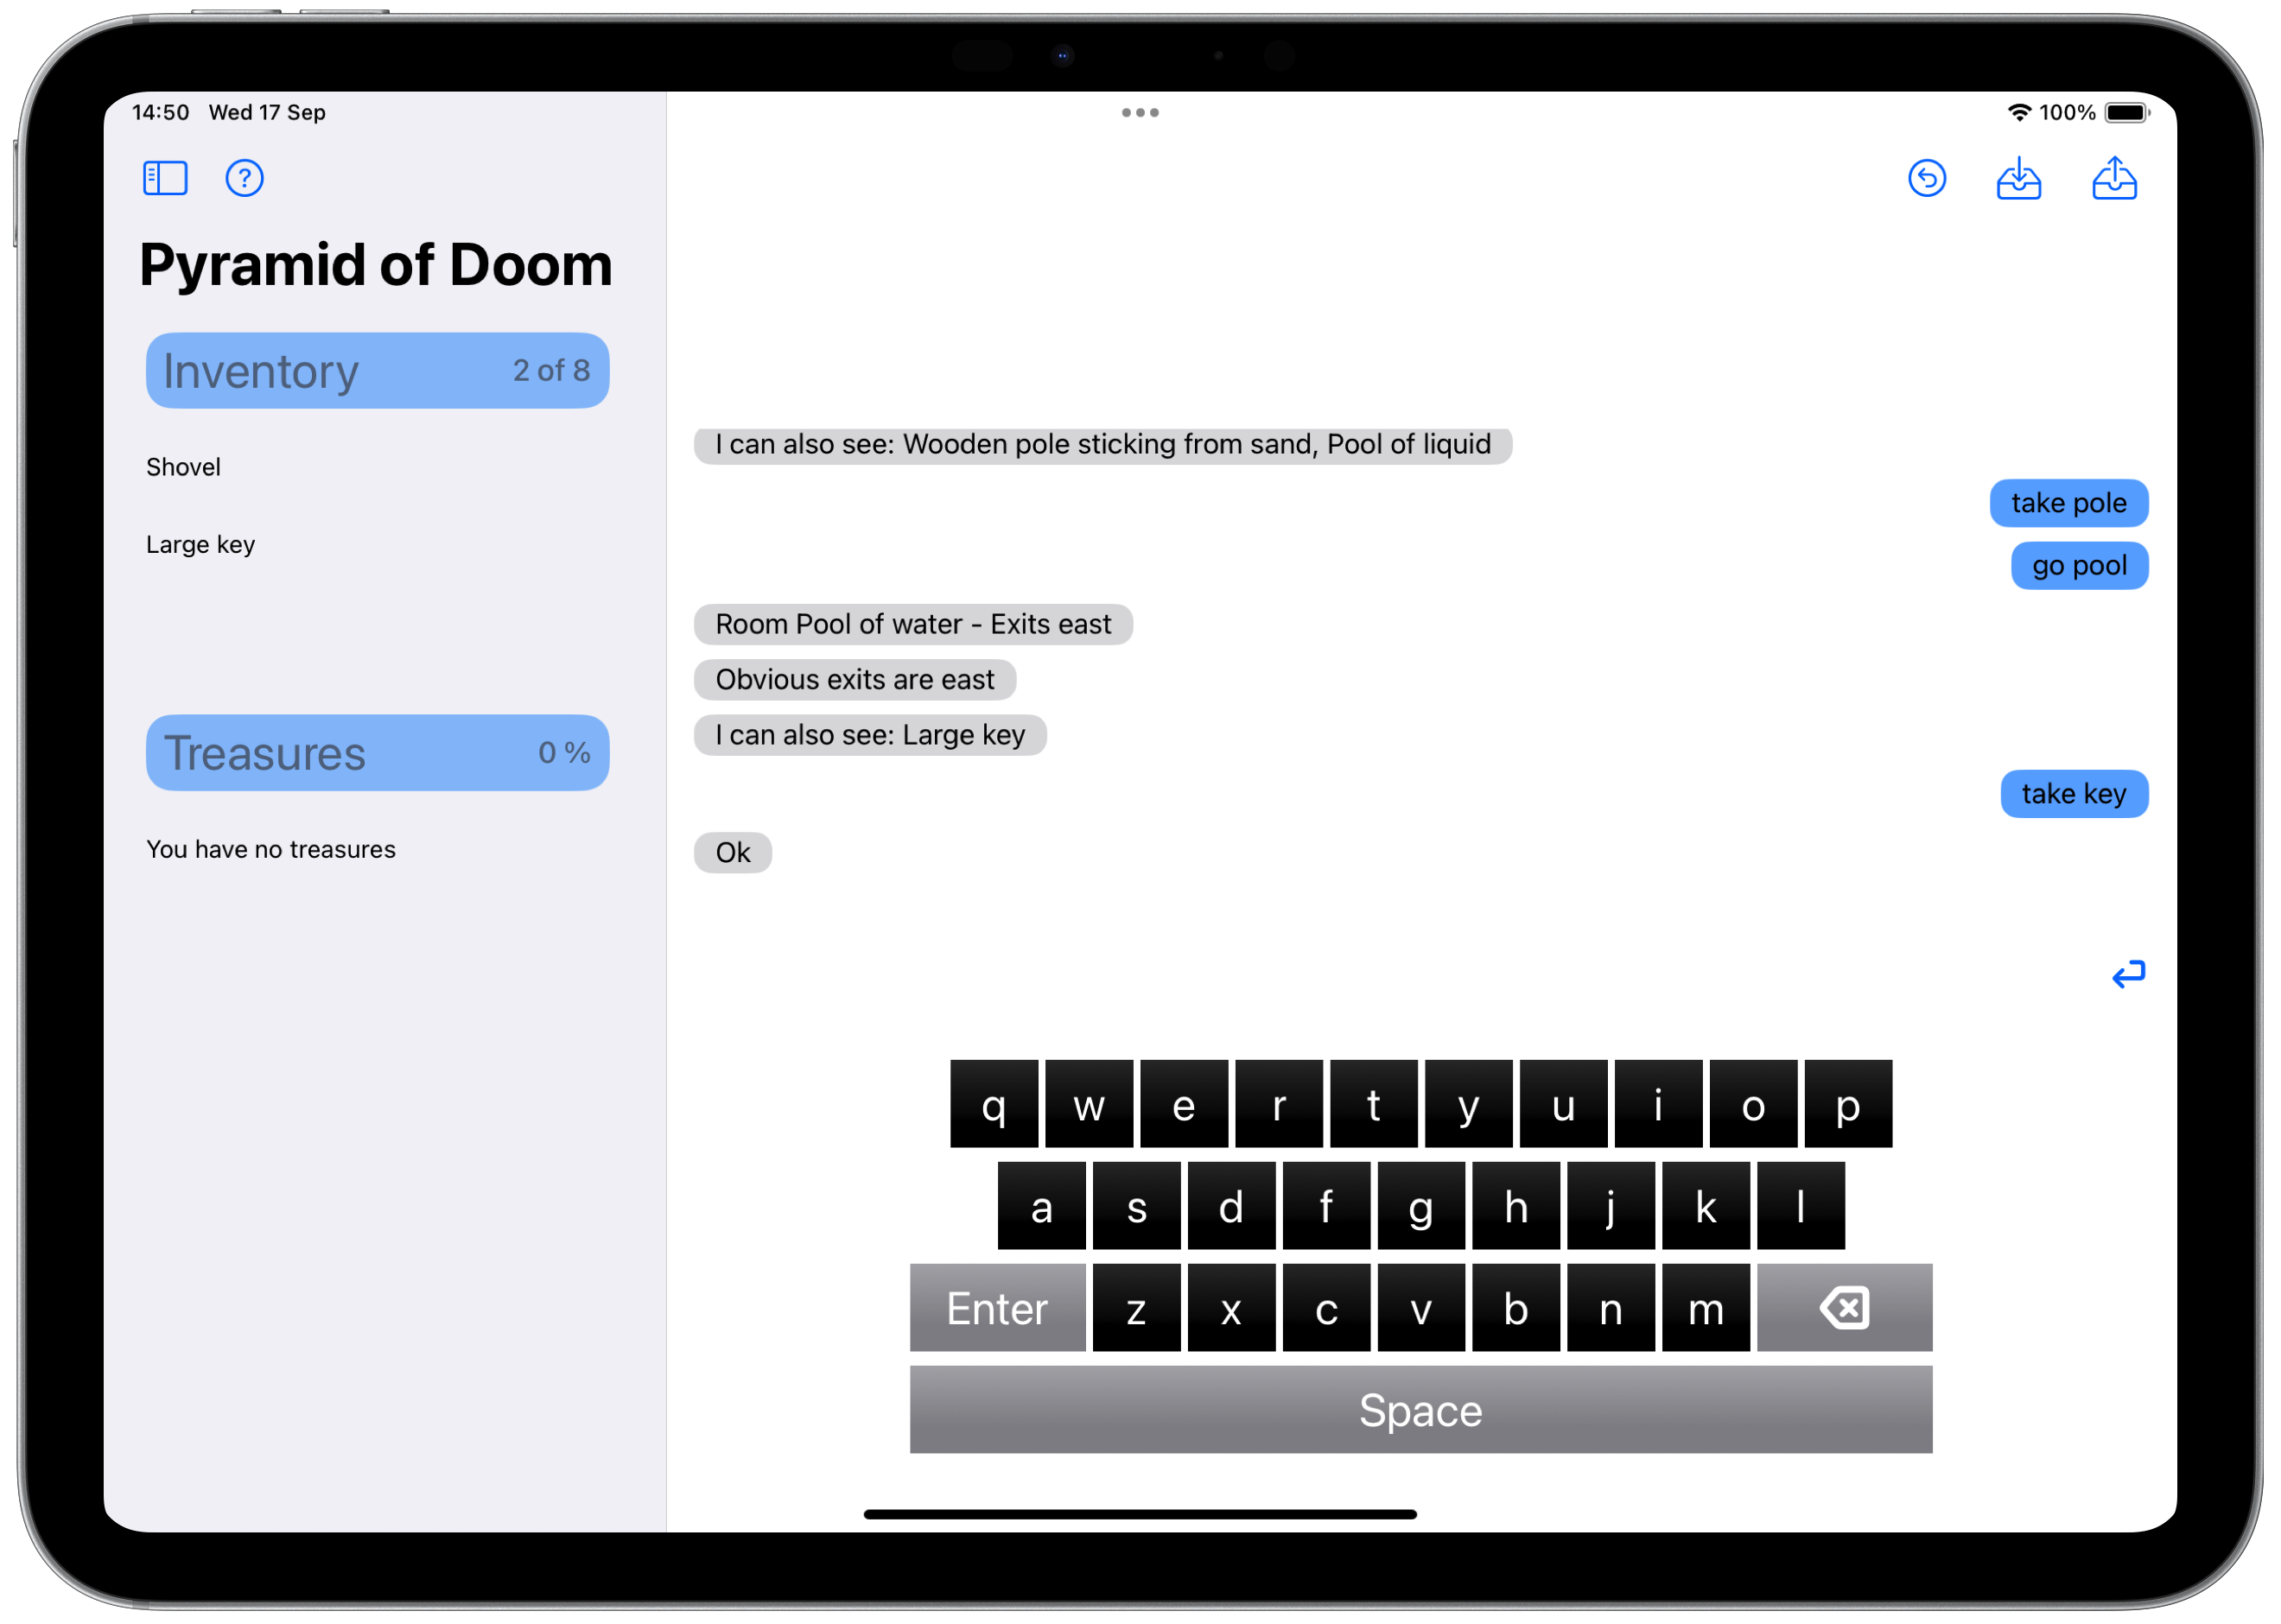 14:50 Wed 17 Sep
100%
Pyramid of Doom
Inventory 2 of 8
Shovel
Large key
Treasures 0 %
You have no treasures
I can also see: Wooden pole sticking from sand, Pool of liquid
take pole
go pool
Room Pool of water - Exits east
Obvious exits are east
I can also see: Large key
take key
Ok
q w e r t y u i o p
a s d f g h j k l
Enter z x c v b n m
Space